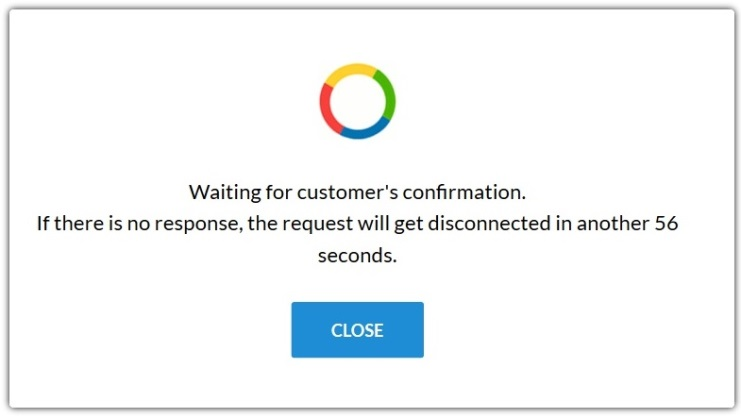 Waiting for customer's confirmation.
If there is no response, the request will get disconnected in another 56
seconds.
CLOSE